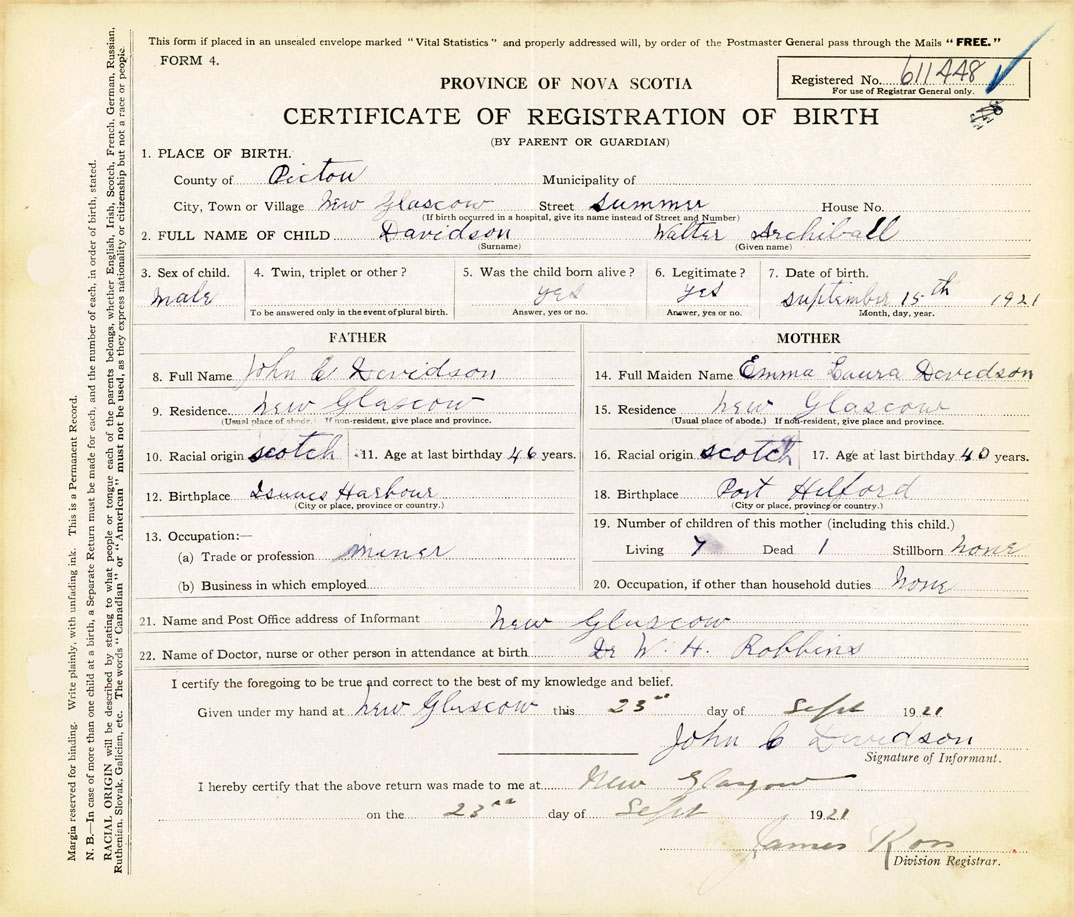 This form if placed in an unsealed envelope marked "Vital Statistics" and properly addressed will, by order of the Postmaster General pass through the Mails "FREE."
FORM 4.
Registered No. 611448
For use of Registrar General only.
PROVINCE OF NOVA SCOTIA
CERTIFICATE OF REGISTRATION OF BIRTH
(BY PARENT OR GUARDIAN)
1. PLACE OF BIRTH.
County of Pictou Municipality of
City, Town or Village New Glascow Street Summer House No.
(If birth occurred in a hospital, give its name instead of Street and Number)
2. FULL NAME OF CHILD Davidson Walter Archiball
(Surname) (Given name)
3. Sex of child. 4. Twin, triplet or other? 5. Was the child born alive? 6. Legitimate? 7. Date of birth.
Male yes yes september 15th 1921
To be answered only in the event of plural birth. Answer, yes or no. Answer, yes or no. Month, day, year.
FATHER MOTHER
8. Full Name John C Davidson 14. Full Maiden Name Emma Laura Davidson
9. Residence. New Glascow 15. Residence New Glascow
(Usual place of abode.) If non-resident, give place and province. (Usual place of abode.) If non-resident, give place and province.
10. Racial origin scotch 11. Age at last birthday 46 years. 16. Racial origin scotch 17. Age at last birthday 40 years.
12. Birthplace Isaacs Harbour 18. Birthplace Port Hilford
(City or place, province or country.) (City or place, province or country.)
13. Occupation:— 19. Number of children of this mother (including this child.)
(a) Trade or profession miner Living 7 Dead 1 Stillborn None
(b) Business in which employed 20. Occupation, if other than household duties None
21. Name and Post Office address of Informant New Glascow
22. Name of Doctor, nurse or other person in attendance at birth Dr W. H. Robbins
I certify the foregoing to be true and correct to the best of my knowledge and belief.
Given under my hand at New Glascow this 23rd day of Sept 1921
John C Davidson
Signature of Informant.
I hereby certify that the above return was made to me at New Glasgow
on the 23rd day of Sept 1921
James Ross
Division Registrar.
Margin reserved for binding. Write plainly, with unfading ink. This is a Permanent Record.
N. B.—In case of more than one child at a birth, a Separate Return must be made for each, and the number of each, in order of birth, stated.
RACIAL ORIGIN will be described by stating to what people or tongue each of the parents belongs, whether English, Irish, Scotch, French, German, Russian,
Ruthenian, Slovak, Galician, etc. The words "Canadian" or "American" must not be used, as they express nationality or citizenship but not a race or people.